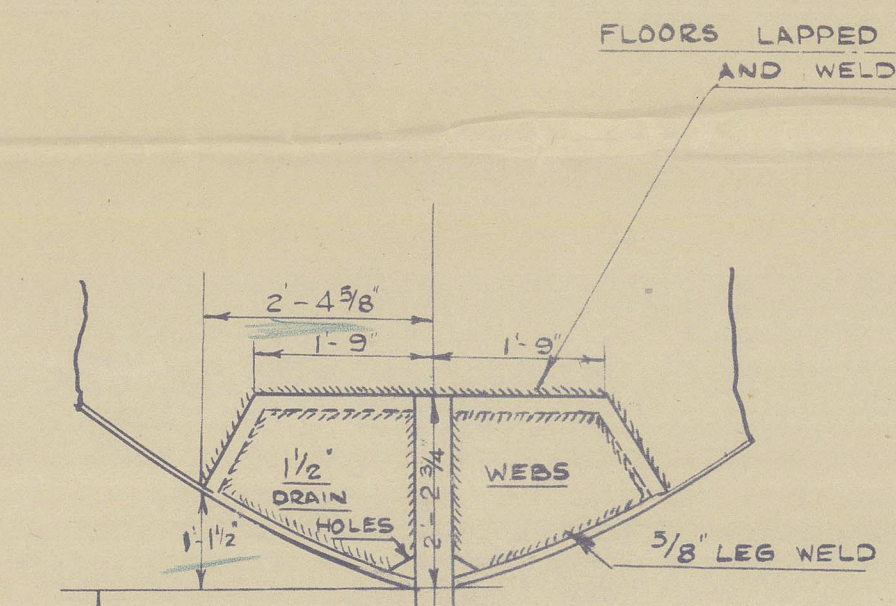 FLOORS LAPPED
AND WELD
2'-4 5/8"
1'-9" 1'-9"
1 1/2"
DRAIN
HOLES
2'-2 3/4"
WEBS
1'-1 1/2"
5/8" LEG WELD